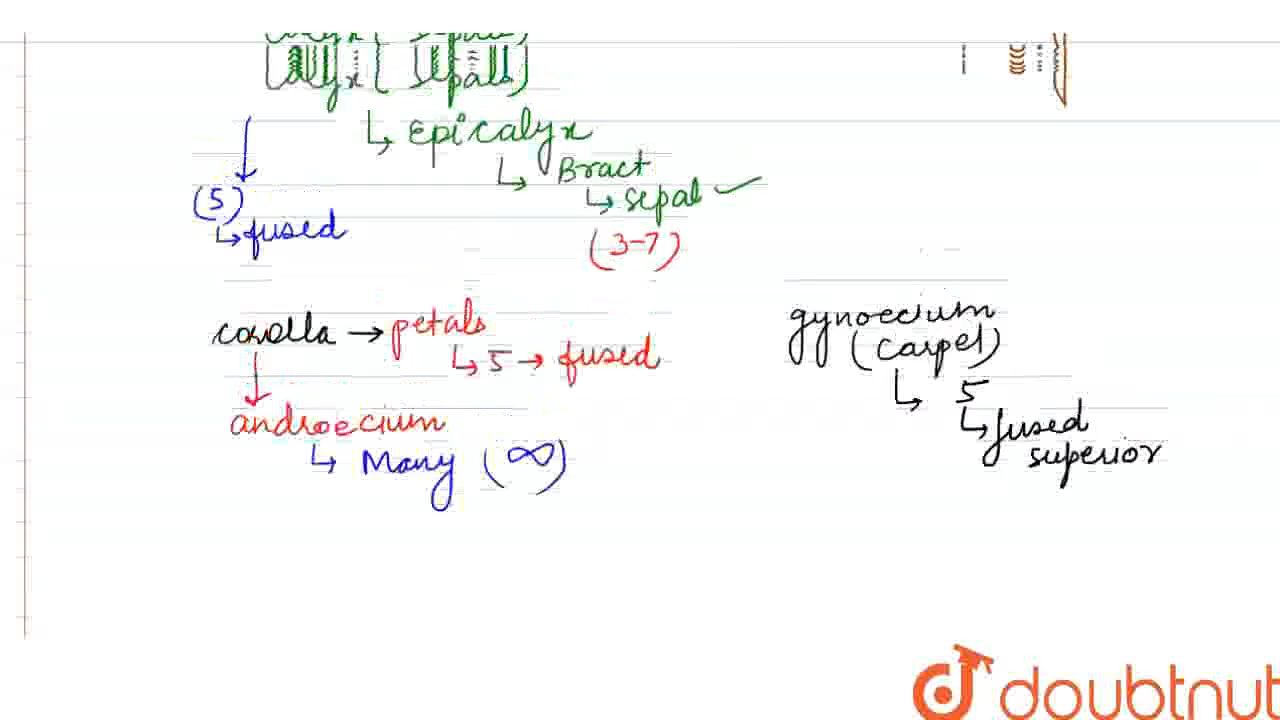 Calyx (Sepals)
↳ Epicalyx
↳ Bract
↳ sepal ✓
(5)
↳ fused
(3-7)
corolla → petals
↳ 5 → fused
androecium
↳ Many (∞)
gynoecium
(carpel)
↳ 5
↳ fused
superior
doubtnut